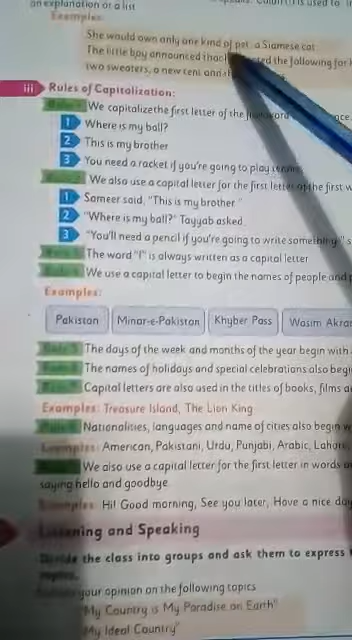 an explanation or a list
Examples:
She would own only one kind of pet a Siamese cat
The little boy announced that the following for
two sweaters, a new tent and
iii Rules of Capitalization:
We capitalize the first letter of the
1 Where is my ball?
2 This is my brother
3 You need a racket if you're going to play tennis
We also use a capital letter for the first letter of the first w
1 Sameer said, "This is my brother"
2 "Where is my ball?" Tayyab asked
3 "You'll need a pencil if you're going to write something" s
The word "I" is always written as a capital letter
We use a capital letter to begin the names of people and p
Examples:
Pakistan Minar-e-Pakistan Khyber Pass Wasim Akra
The days of the week and months of the year begin with
The names of holidays and special celebrations also begi
Capital letters are also used in the titles of books, films a
Examples: Treasure Island, The Lion King
Nationalities, languages and name of cities also begin w
Examples: American, Pakistani, Urdu, Punjabi, Arabic, Lahore
We also use a capital letter for the first letter in words a
saying hello and goodbye
Examples: Hi! Good morning, See you later, Have a nice day
Listening and Speaking
Divide the class into groups and ask them to express
topics.
your opinion on the following topics
"My Country is My Paradise on Earth"
"My Ideal Country"